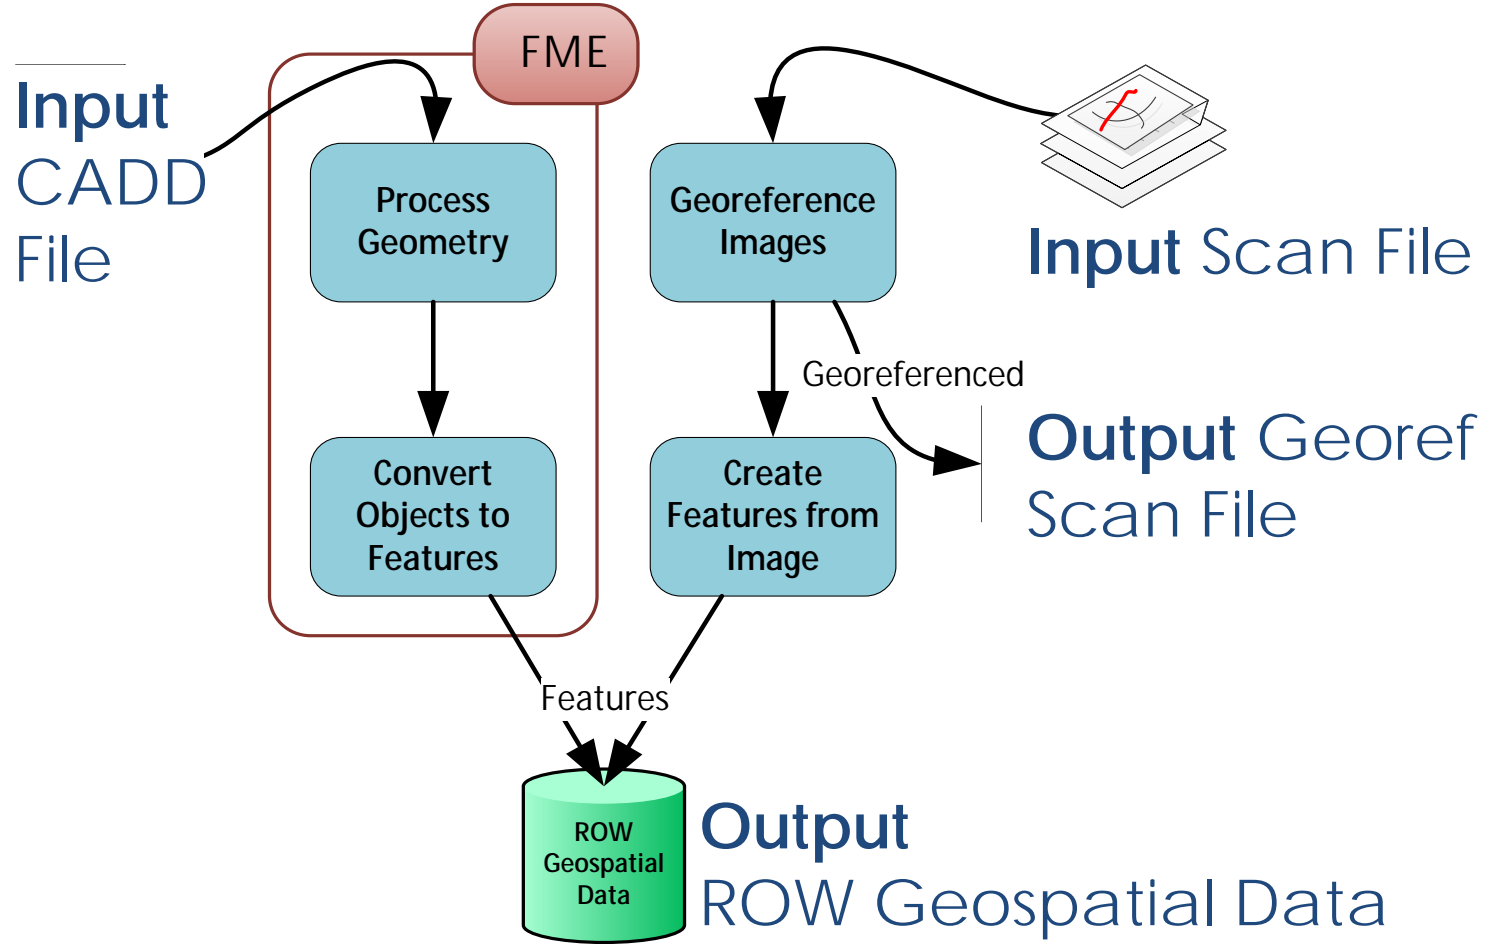 FME
Input
CADD
File
Process
Geometry
Georeference
Images
Input Scan File
Georeferenced
Output Georef
Scan File
Convert
Objects to
Features
Create
Features from
Image
Features
ROW
Geospatial
Data
Output
ROW Geospatial Data